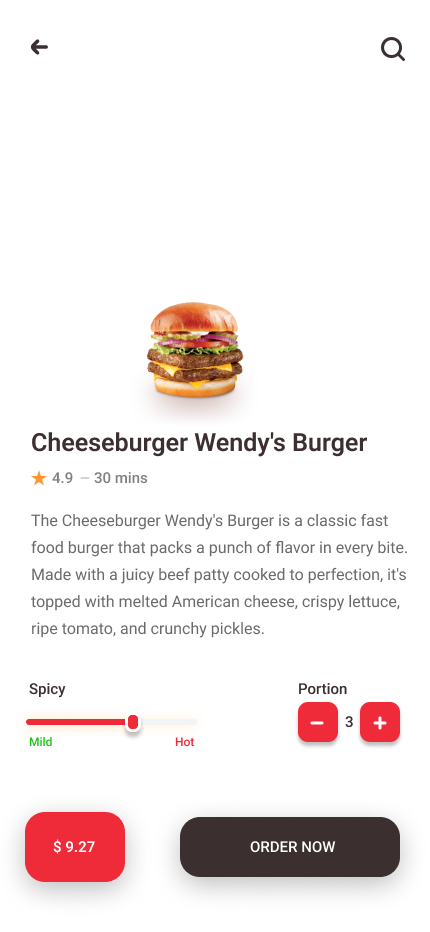 Cheeseburger Wendy's Burger
4.9 – 30 mins
The Cheeseburger Wendy's Burger is a classic fast
food burger that packs a punch of flavor in every bite.
Made with a juicy beef patty cooked to perfection, it's
topped with melted American cheese, crispy lettuce,
ripe tomato, and crunchy pickles.
Spicy
Portion
3
Mild
Hot
$ 9.27
ORDER NOW